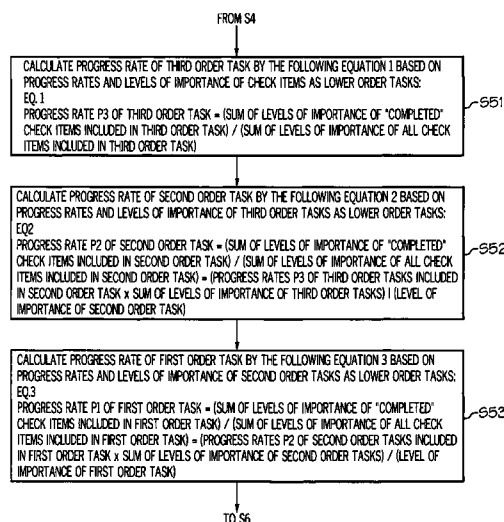 FROM S4
CALCULATE PROGRESS RATE OF THIRD ORDER TASK BY THE FOLLOWING EQUATION 1 BASED ON
PROGRESS RATES AND LEVELS OF IMPORTANCE OF CHECK ITEMS AS LOWER ORDER TASKS:
EQ. 1
PROGRESS RATE P3 OF THIRD ORDER TASK = (SUM OF LEVELS OF IMPORTANCE OF "COMPLETED"
CHECK ITEMS INCLUDED IN THIRD ORDER TASK) / (SUM OF LEVELS OF IMPORTANCE OF ALL CHECK
ITEMS INCLUDED IN THIRD ORDER TASK)
S51
CALCULATE PROGRESS RATE OF SECOND ORDER TASK BY THE FOLLOWING EQUATION 2 BASED ON
PROGRESS RATES AND LEVELS OF IMPORTANCE OF THIRD ORDER TASKS AS LOWER ORDER TASKS:
EQ2
PROGRESS RATE P2 OF SECOND ORDER TASK = (SUM OF LEVELS OF IMPORTANCE OF "COMPLETED"
CHECK ITEMS INCLUDED IN SECOND ORDER TASK) / (SUM OF LEVELS OF IMPORTANCE OF ALL CHECK
ITEMS INCLUDED IN SECOND ORDER TASK) = (PROGRESS RATES P3 OF THIRD ORDER TASKS INCLUDED
IN SECOND ORDER TASK x SUM OF LEVELS OF IMPORTANCE OF THIRD ORDER TASKS) | (LEVEL OF
IMPORTANCE OF SECOND ORDER TASK)
S52
CALCULATE PROGRESS RATE OF FIRST ORDER TASK BY THE FOLLOWING EQUATION 3 BASED ON
PROGRESS RATES AND LEVELS OF IMPORTANCE OF SECOND ORDER TASKS AS LOWER ORDER TASKS:
EQ.3
PROGRESS RATE P1 OF FIRST ORDER TASK = (SUM OF LEVELS OF IMPORTANCE OF "COMPLETED"
CHECK ITEMS INCLUDED IN FIRST ORDER TASK) / (SUM OF LEVELS OF IMPORTANCE OF ALL CHECK
ITEMS INCLUDED IN FIRST ORDER TASK) = (PROGRESS RATES P2 OF SECOND ORDER TASKS INCLUDED
IN FIRST ORDER TASK x SUM OF LEVELS OF IMPORTANCE OF SECOND ORDER TASKS) / (LEVEL OF
IMPORTANCE OF FIRST ORDER TASK)
S53
TO S6